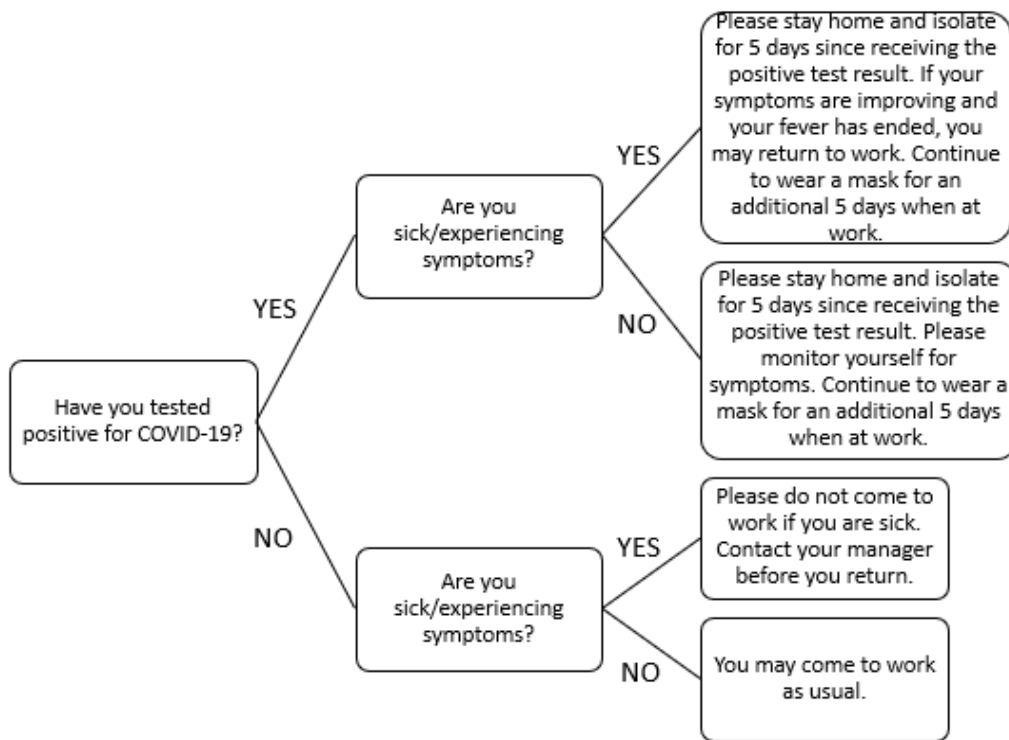 Have you tested
positive for COVID-19?
YES
Are you
sick/experiencing
symptoms?
YES
Please stay home and isolate
for 5 days since receiving the
positive test result. If your
symptoms are improving and
your fever has ended, you
may return to work. Continue
to wear a mask for an
additional 5 days when at
work.
NO
Please stay home and isolate
for 5 days since receiving the
positive test result. Please
monitor yourself for
symptoms. Continue to wear a
mask for an additional 5 days
when at work.
NO
Are you
sick/experiencing
symptoms?
YES
Please do not come to
work if you are sick.
Contact your manager
before you return.
NO
You may come to work
as usual.